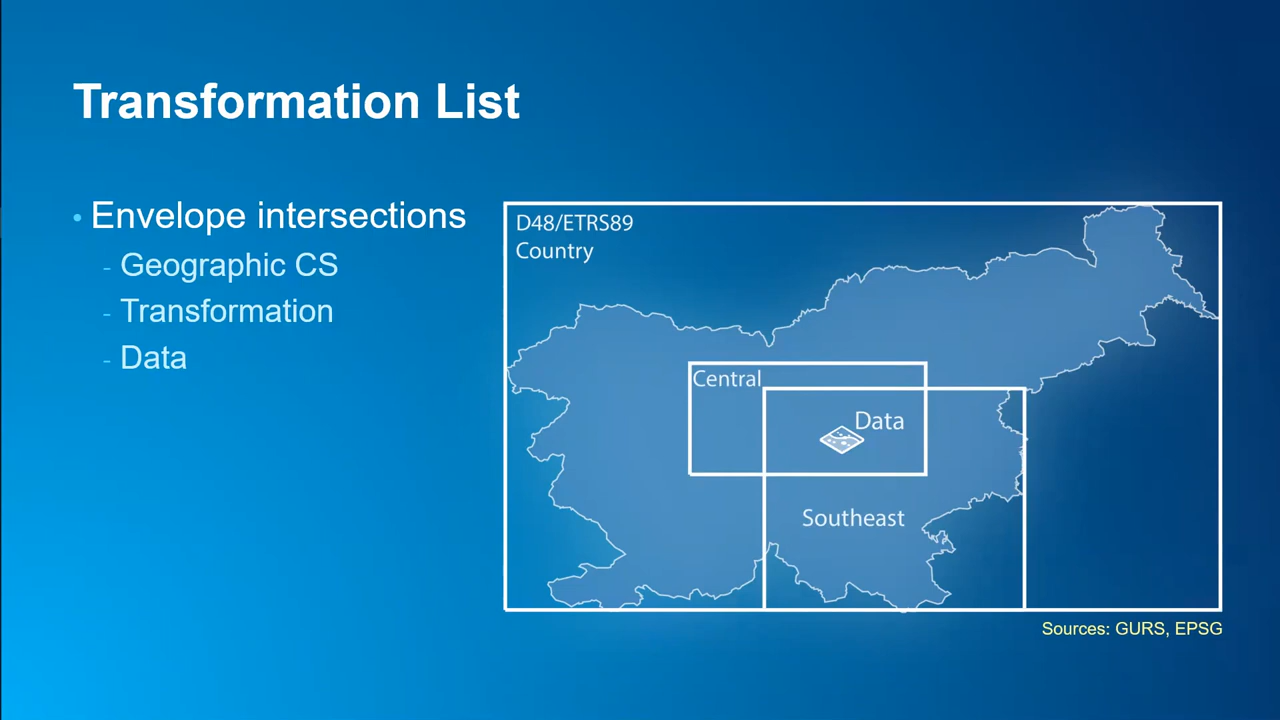 Transformation List
• Envelope intersections
- Geographic CS
- Transformation
- Data
D48/ETRS89
Country
Central
Data
Southeast
Sources: GURS, EPSG